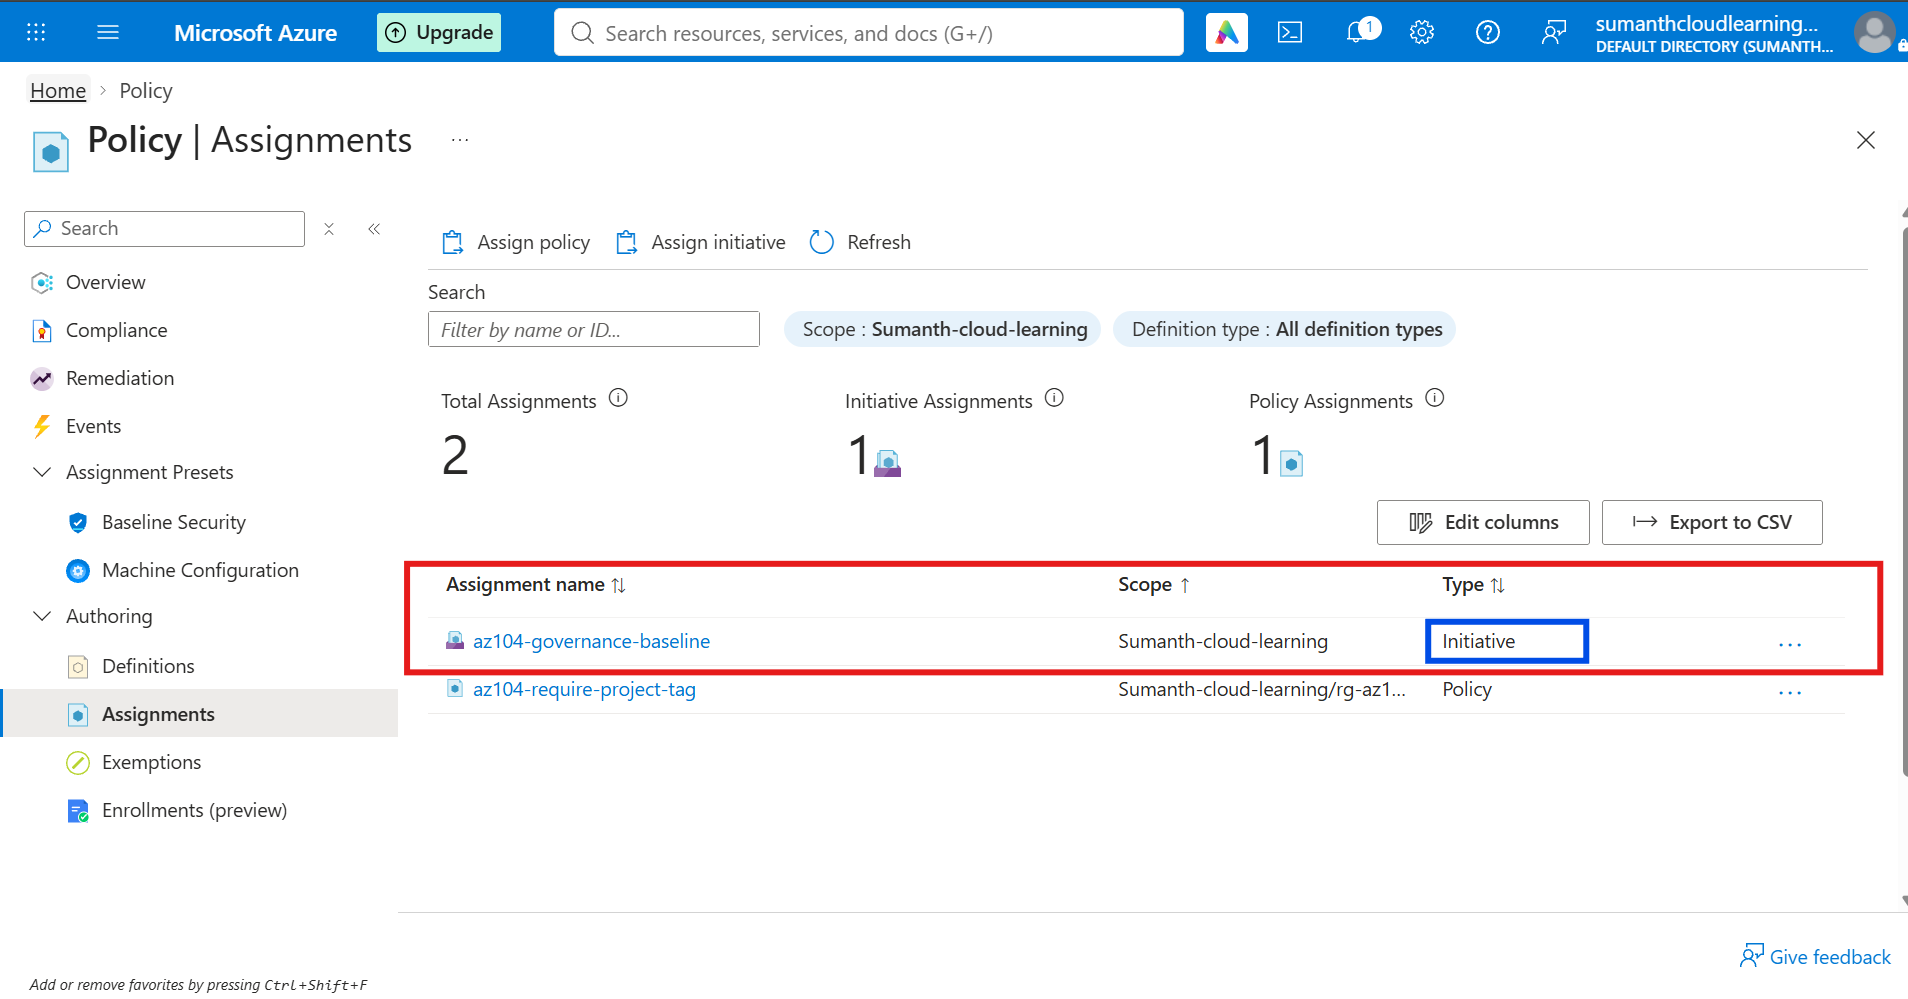 Microsoft Azure
Upgrade
Search resources, services, and docs (G+/)
1
sumanthcloudlearning...
DEFAULT DIRECTORY (SUMANTH...
Home > Policy
Policy | Assignments ...
Search
Overview
Compliance
Remediation
Events
Assignment Presets
Baseline Security
Machine Configuration
Authoring
Definitions
Assignments
Exemptions
Enrollments (preview)
Add or remove favorites by pressing Ctrl+Shift+F
Assign policy
Assign initiative
Refresh
Search
Filter by name or ID...
Scope : Sumanth-cloud-learning
Definition type : All definition types
Total Assignments
2
Initiative Assignments
1
Policy Assignments
1
Edit columns
Export to CSV
Assignment name ↑↓ Scope ↑ Type ↑↓
az104-governance-baseline Sumanth-cloud-learning Initiative ...
az104-require-project-tag Sumanth-cloud-learning/rg-az1... Policy ...
Give feedback